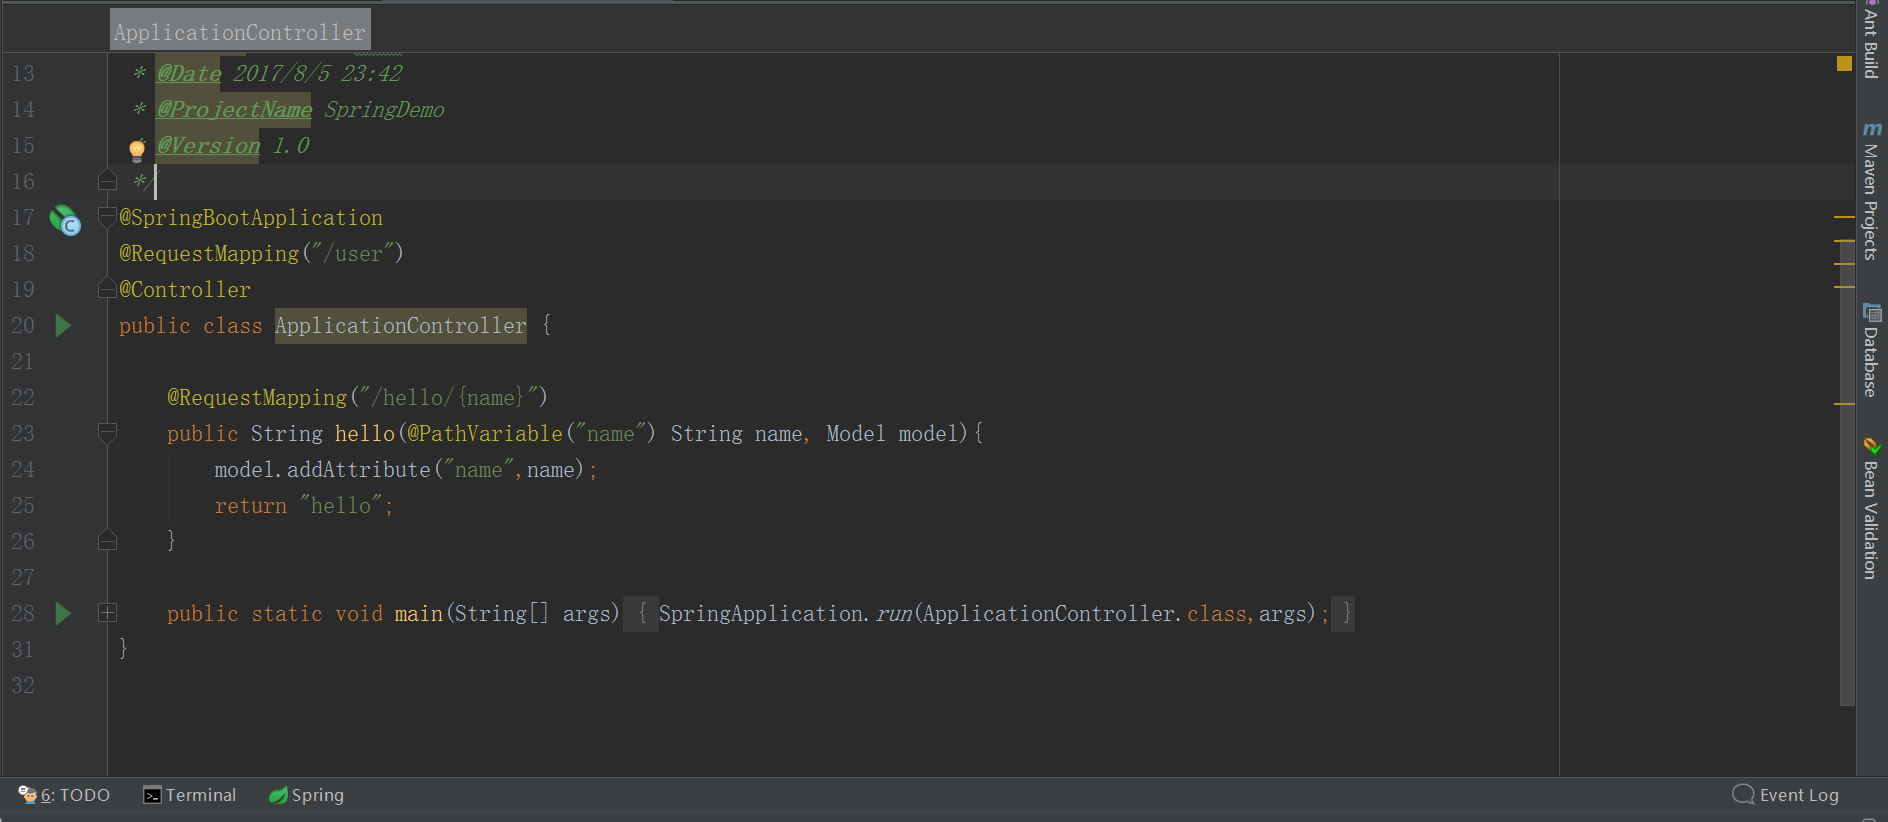 ApplicationController
13 * @Date 2017/8/5 23:42
14 * @ProjectName SpringDemo
15 @Version 1.0
16 */
17 @SpringBootApplication
18 @RequestMapping("/user")
19 @Controller
20 public class ApplicationController {
21
22 @RequestMapping("/hello/{name}")
23 public String hello(@PathVariable("name") String name, Model model){
24 model.addAttribute("name",name);
25 return "hello";
26 }
27
28 public static void main(String[] args) { SpringApplication.run(ApplicationController.class,args); }
31 }
32
Ant Build
m Maven Projects
Database
Bean Validation
6: TODO Terminal Spring Event Log